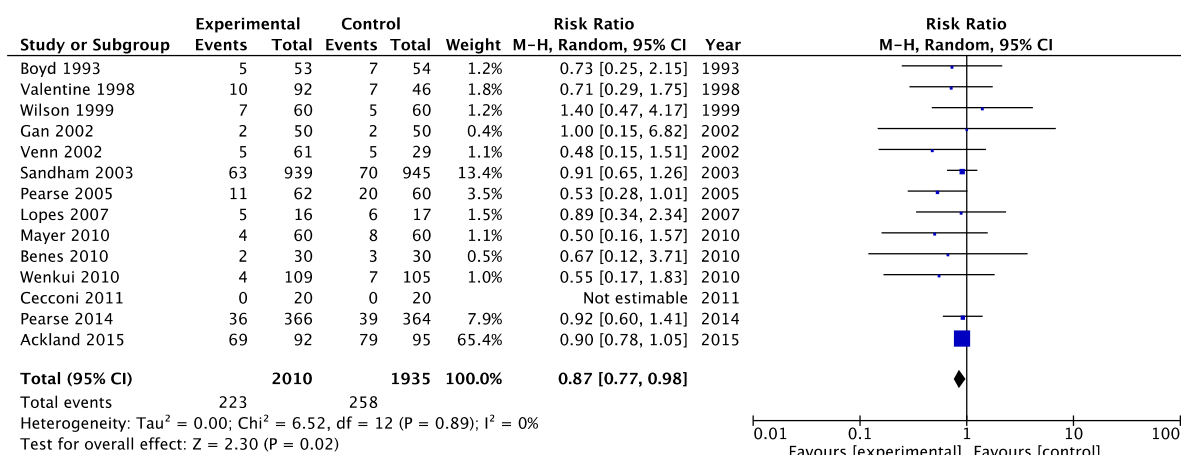 Experimental Control Risk Ratio Risk Ratio
Study or Subgroup Events Total Events Total Weight M-H, Random, 95% CI Year M-H, Random, 95% CI
Boyd 1993 5 53 7 54 1.2% 0.73 [0.25, 2.15] 1993
Valentine 1998 10 92 7 46 1.8% 0.71 [0.29, 1.75] 1998
Wilson 1999 7 60 5 60 1.2% 1.40 [0.47, 4.17] 1999
Gan 2002 2 50 2 50 0.4% 1.00 [0.15, 6.82] 2002
Venn 2002 5 61 5 29 1.1% 0.48 [0.15, 1.51] 2002
Sandham 2003 63 939 70 945 13.4% 0.91 [0.65, 1.26] 2003
Pearse 2005 11 62 20 60 3.5% 0.53 [0.28, 1.01] 2005
Lopes 2007 5 16 6 17 1.5% 0.89 [0.34, 2.34] 2007
Mayer 2010 4 60 8 60 1.1% 0.50 [0.16, 1.57] 2010
Benes 2010 2 30 3 30 0.5% 0.67 [0.12, 3.71] 2010
Wenkui 2010 4 109 7 105 1.0% 0.55 [0.17, 1.83] 2010
Cecconi 2011 0 20 0 20 Not estimable 2011
Pearse 2014 36 366 39 364 7.9% 0.92 [0.60, 1.41] 2014
Ackland 2015 69 92 79 95 65.4% 0.90 [0.78, 1.05] 2015
Total (95% CI) 2010 1935 100.0% 0.87 [0.77, 0.98]
Total events 223 258
Heterogeneity: Tau² = 0.00; Chi² = 6.52, df = 12 (P = 0.89); I² = 0%
Test for overall effect: Z = 2.30 (P = 0.02)
0.01 0.1 1 10 100
Favours [experimental] Favours [control]